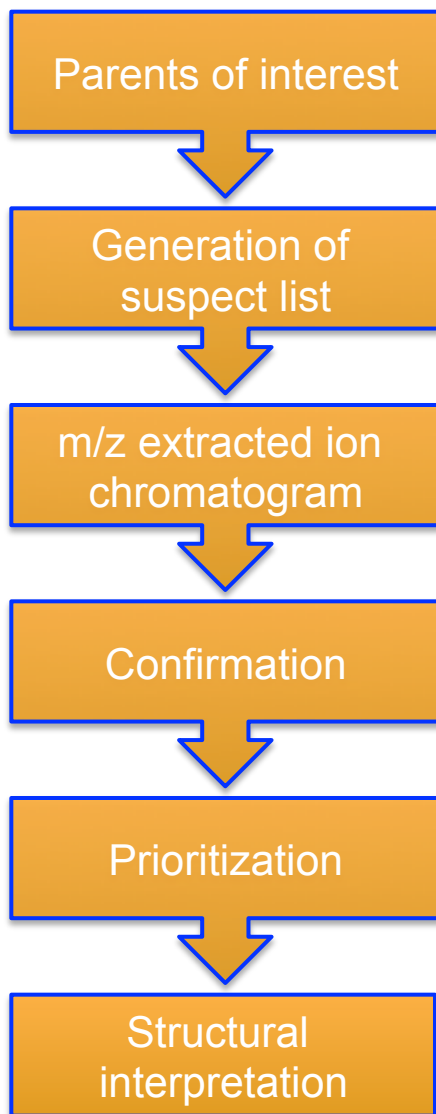 Parents of interest
Generation of
suspect list
m/z extracted ion
chromatogram
Confirmation
Prioritization
Structural
interpretation